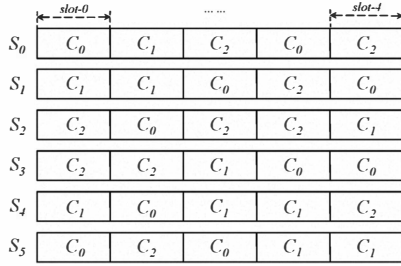 slot-0 ... ... slot-4
S0 C0 C1 C2 C0 C2
S1 C1 C1 C0 C2 C0
S2 C2 C0 C2 C2 C1
S3 C2 C2 C1 C0 C0
S4 C1 C0 C1 C1 C2
S5 C0 C2 C0 C1 C1